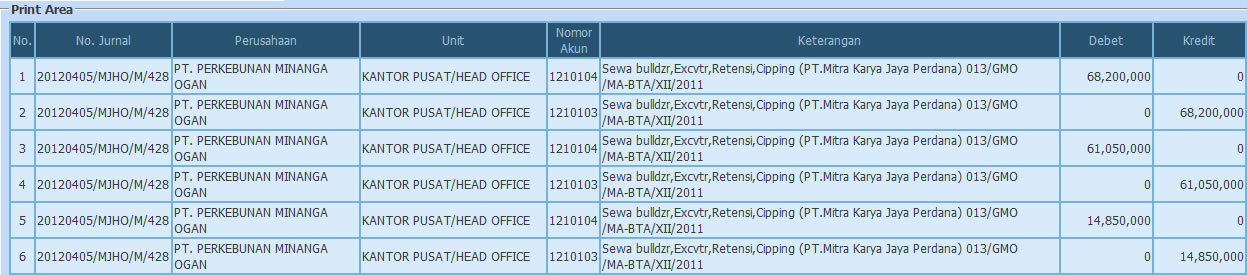 Print Area
No. No. Jurnal Perusahaan Unit Nomor Akun Keterangan Debet Kredit
1 20120405/MJHO/M/428 PT. PERKEBUNAN MINANGA OGAN KANTOR PUSAT/HEAD OFFICE 1210104 Sewa bulldzr,Excvtr,Retensi,Cipping (PT.Mitra Karya Jaya Perdana) 013/GMO /MA-BTA/XII/2011 68,200,000 0
2 20120405/MJHO/M/428 PT. PERKEBUNAN MINANGA OGAN KANTOR PUSAT/HEAD OFFICE 1210103 Sewa bulldzr,Excvtr,Retensi,Cipping (PT.Mitra Karya Jaya Perdana) 013/GMO /MA-BTA/XII/2011 0 68,200,000
3 20120405/MJHO/M/428 PT. PERKEBUNAN MINANGA OGAN KANTOR PUSAT/HEAD OFFICE 1210104 Sewa bulldzr,Excvtr,Retensi,Cipping (PT.Mitra Karya Jaya Perdana) 013/GMO /MA-BTA/XII/2011 61,050,000 0
4 20120405/MJHO/M/428 PT. PERKEBUNAN MINANGA OGAN KANTOR PUSAT/HEAD OFFICE 1210103 Sewa bulldzr,Excvtr,Retensi,Cipping (PT.Mitra Karya Jaya Perdana) 013/GMO /MA-BTA/XII/2011 0 61,050,000
5 20120405/MJHO/M/428 PT. PERKEBUNAN MINANGA OGAN KANTOR PUSAT/HEAD OFFICE 1210104 Sewa bulldzr,Excvtr,Retensi,Cipping (PT.Mitra Karya Jaya Perdana) 013/GMO /MA-BTA/XII/2011 14,850,000 0
6 20120405/MJHO/M/428 PT. PERKEBUNAN MINANGA OGAN KANTOR PUSAT/HEAD OFFICE 1210103 Sewa bulldzr,Excvtr,Retensi,Cipping (PT.Mitra Karya Jaya Perdana) 013/GMO /MA-BTA/XII/2011 0 14,850,000